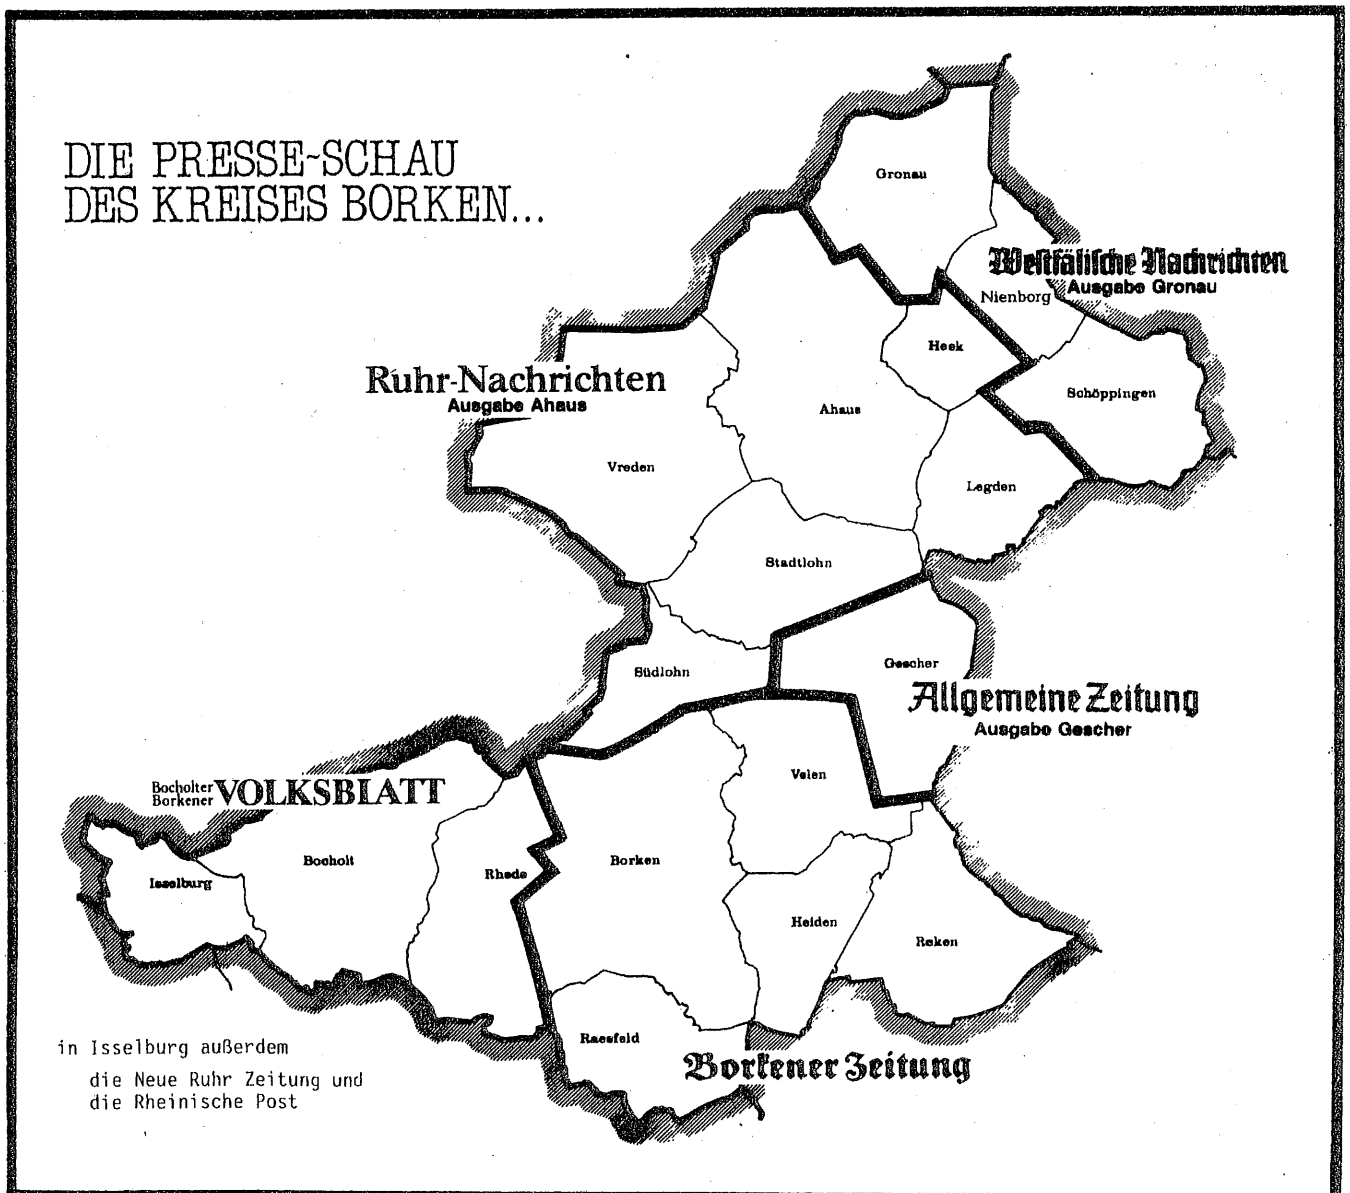 DIE PRESSE-SCHAU
DES KREISES BORKEN...
Gronau
Westfälische Nachrichten
Ausgabe Gronau
Nienborg
Heek
Ruhr-Nachrichten
Ausgabe Ahaus
Schöppingen
Ahaus
Vreden
Legden
Stadtlohn
Gescher
Südlohn
Allgemeine Zeitung
Ausgabe Gescher
Velen
Bocholter
Borkener
VOLKSBLATT
Bocholt
Borken
Rhede
Isselburg
Heiden
Reken
Raesfeld
Borkener Zeitung
in Isselburg außerdem
die Neue Ruhr Zeitung und
die Rheinische Post